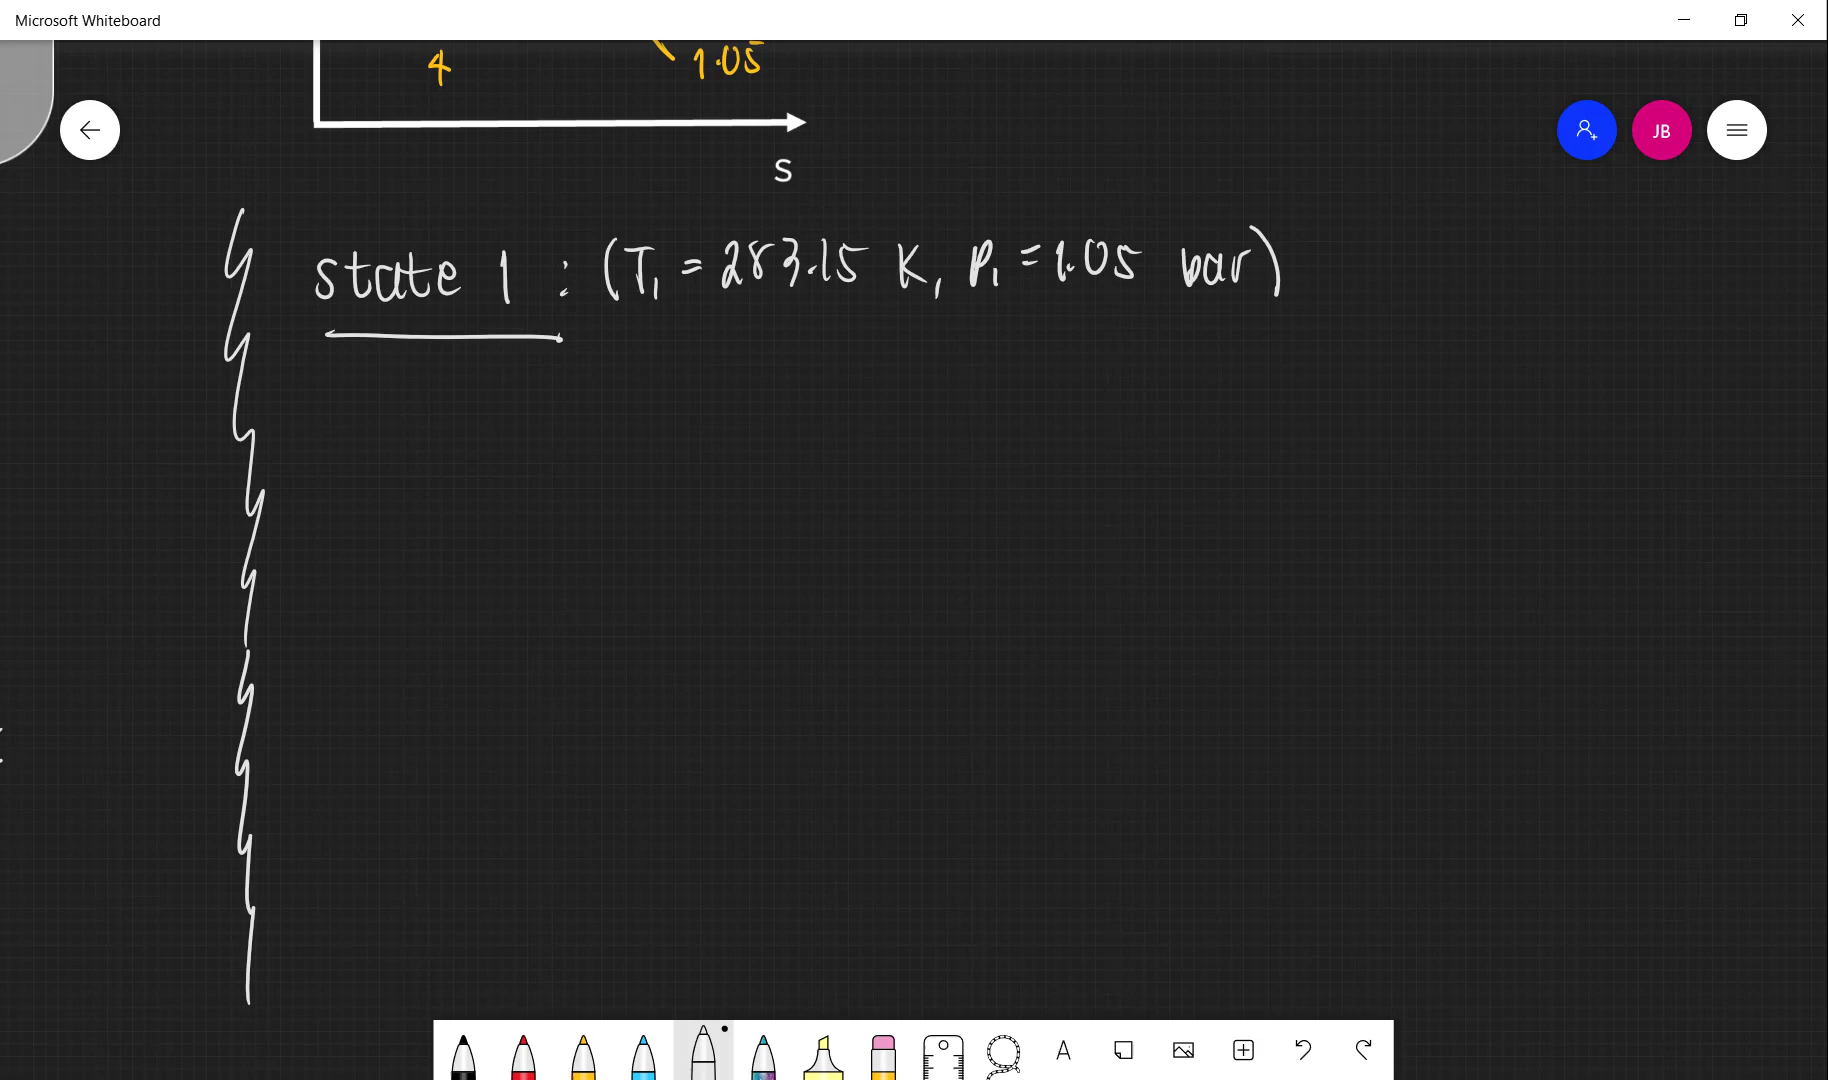 Microsoft Whiteboard
4
1.05
S
JB
state 1 : (T₁ = 283.15 K, P₁ = 1.05 bar)
A